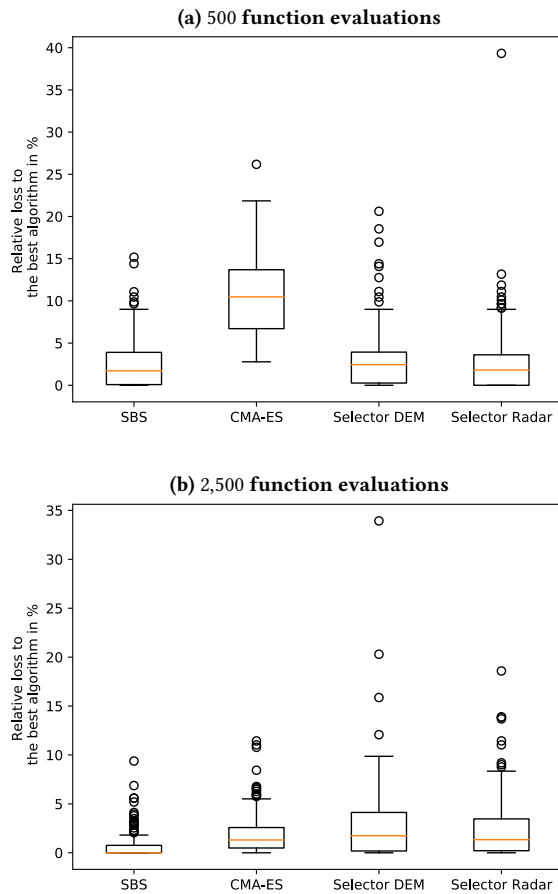 (a) 500 function evaluations
40
35
30
25
20
15
10
5
0
Relative loss to
the best algorithm in %
SBS CMA-ES Selector DEM Selector Radar
(b) 2,500 function evaluations
35
30
25
20
15
10
5
0
Relative loss to
the best algorithm in %
SBS CMA-ES Selector DEM Selector Radar